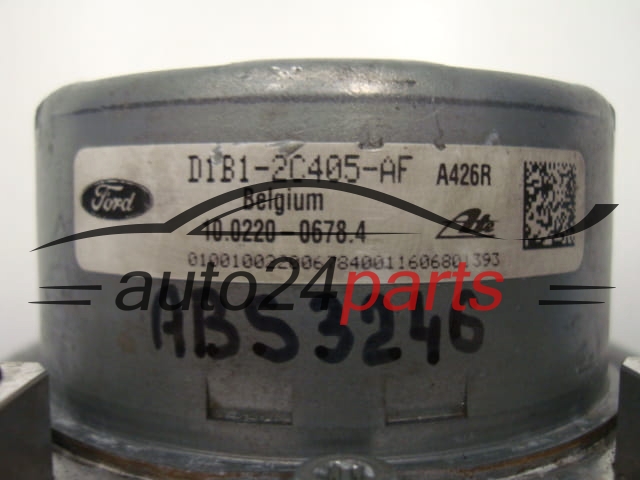 D1B1-2C405-AF A426R
Ford
Belgium
10.0220-0678.4 Ate
auto24parts
ABS3246